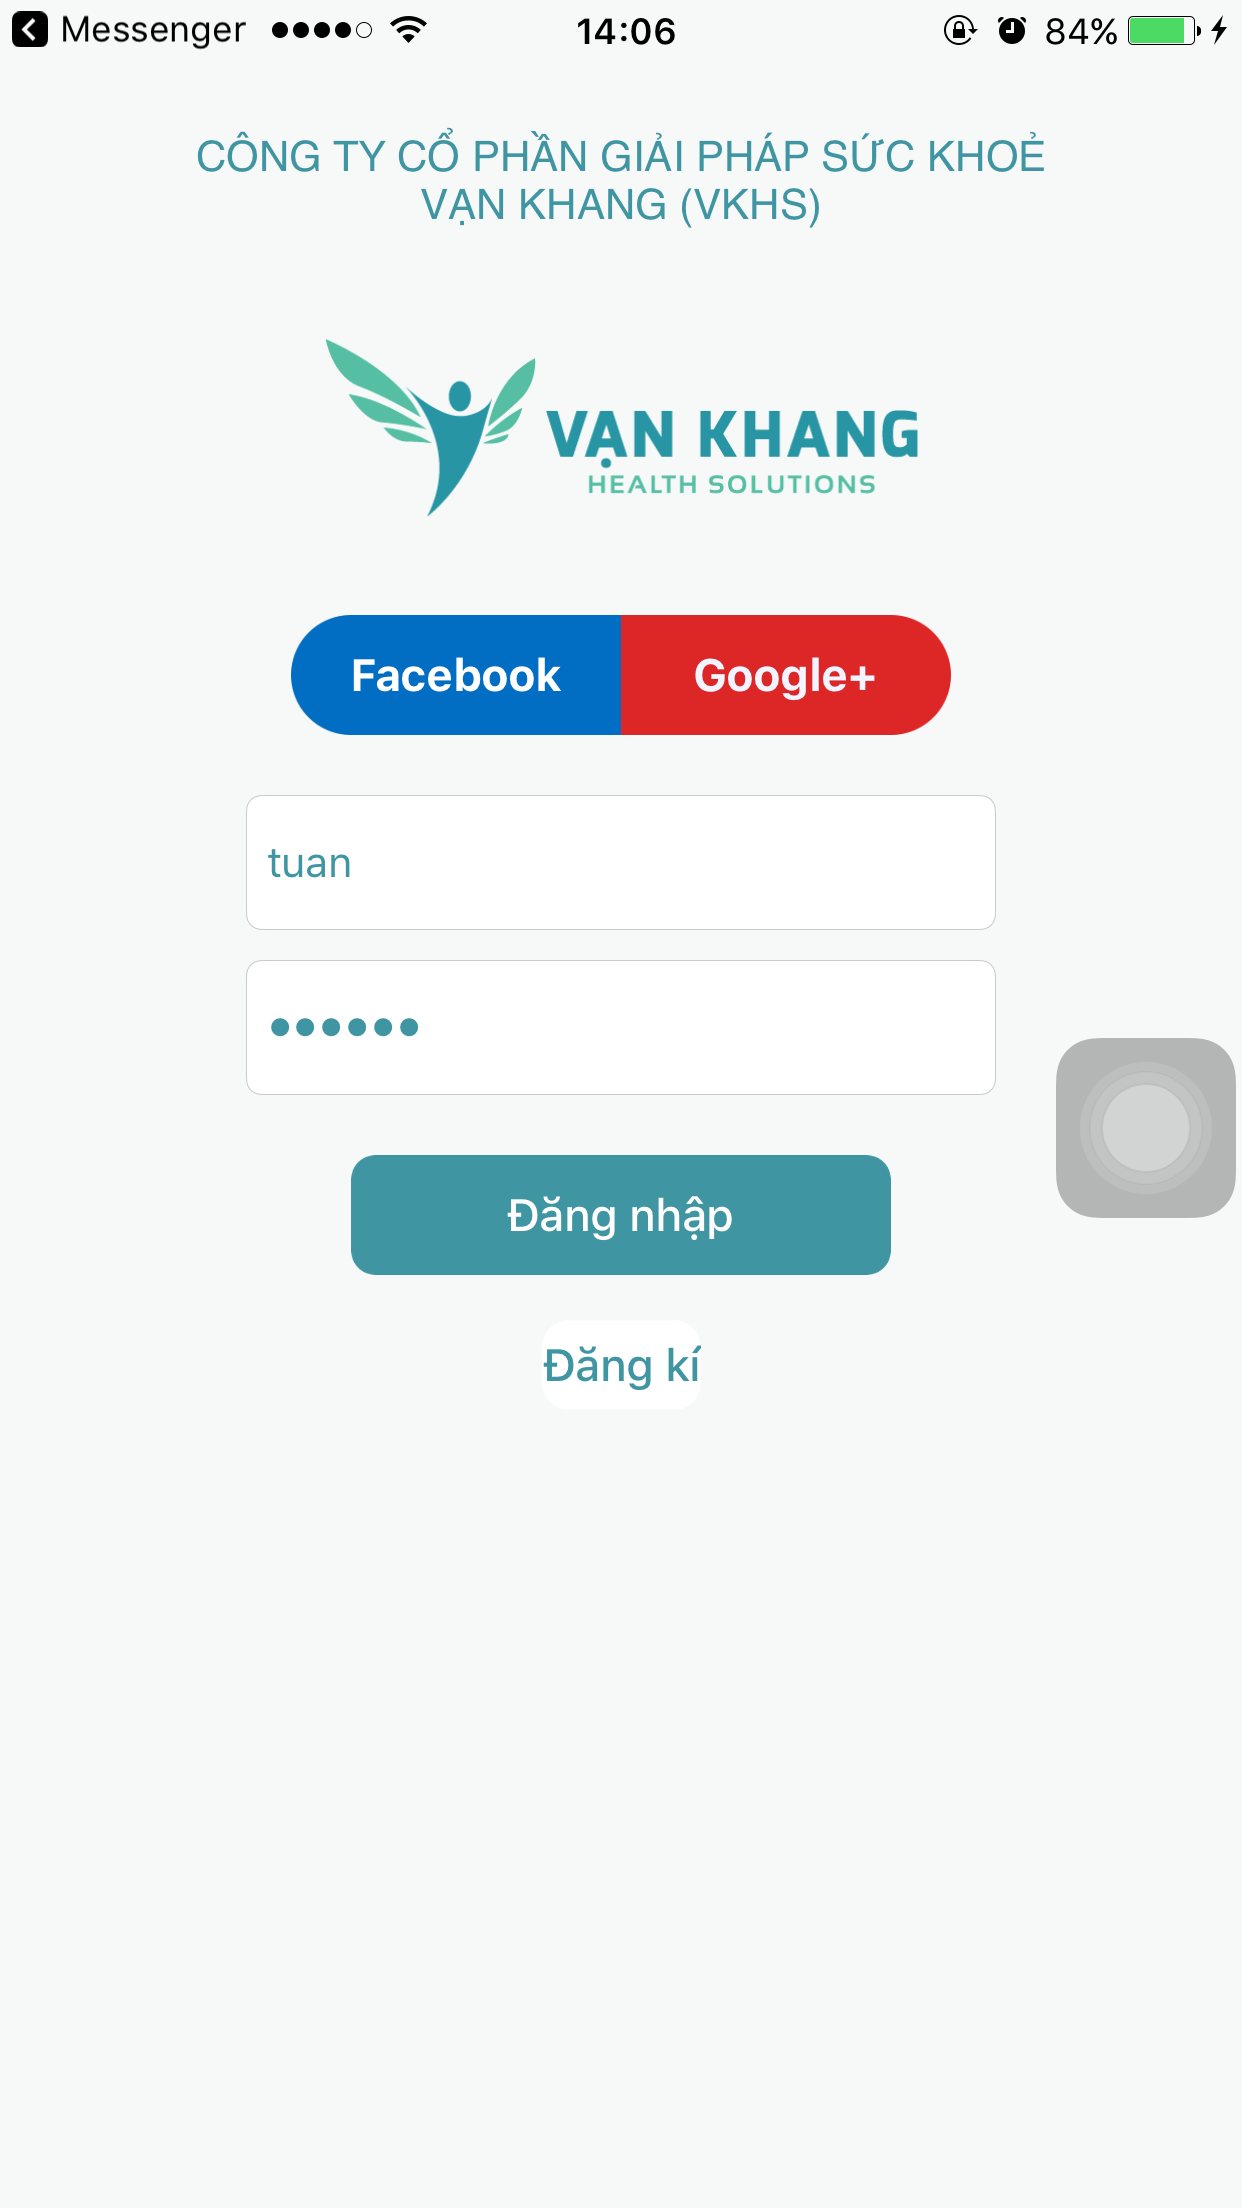 Messenger 14:06 84%
CÔNG TY CỔ PHẦN GIẢI PHÁP SỨC KHOẺ
VẠN KHANG (VKHS)
VẠN KHANG
HEALTH SOLUTIONS
Facebook Google+
tuan
••••••
Đăng nhập
Đăng kí